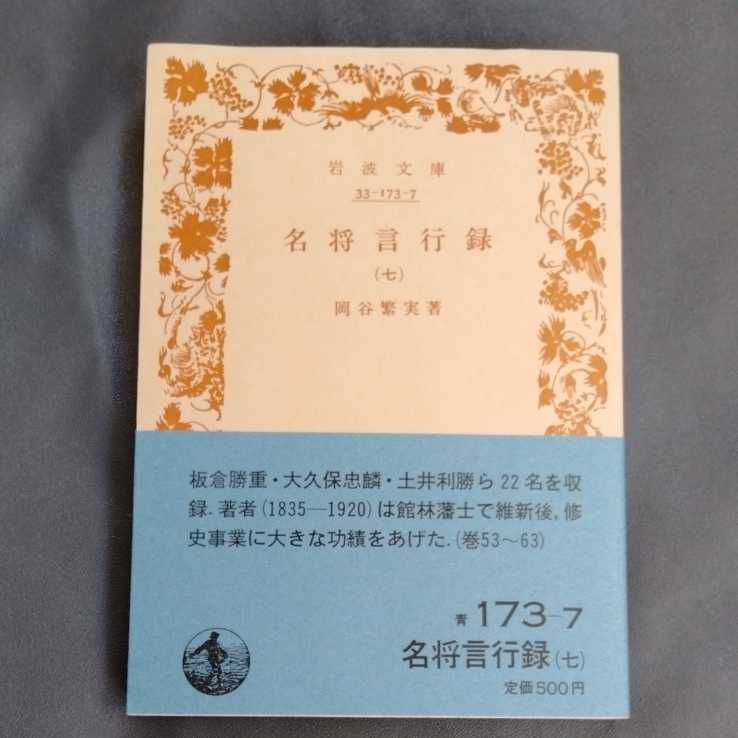 岩波文庫
33-173-7
名将言行録
(七)
岡谷繁実著
板倉勝重・大久保忠隣・土井利勝ら22名を収
録.著者(1835—1920)は館林藩士で維新後,修
史事業に大きな功績をあげた.(巻53〜63)
青 173-7
名将言行録(七)
定価500円